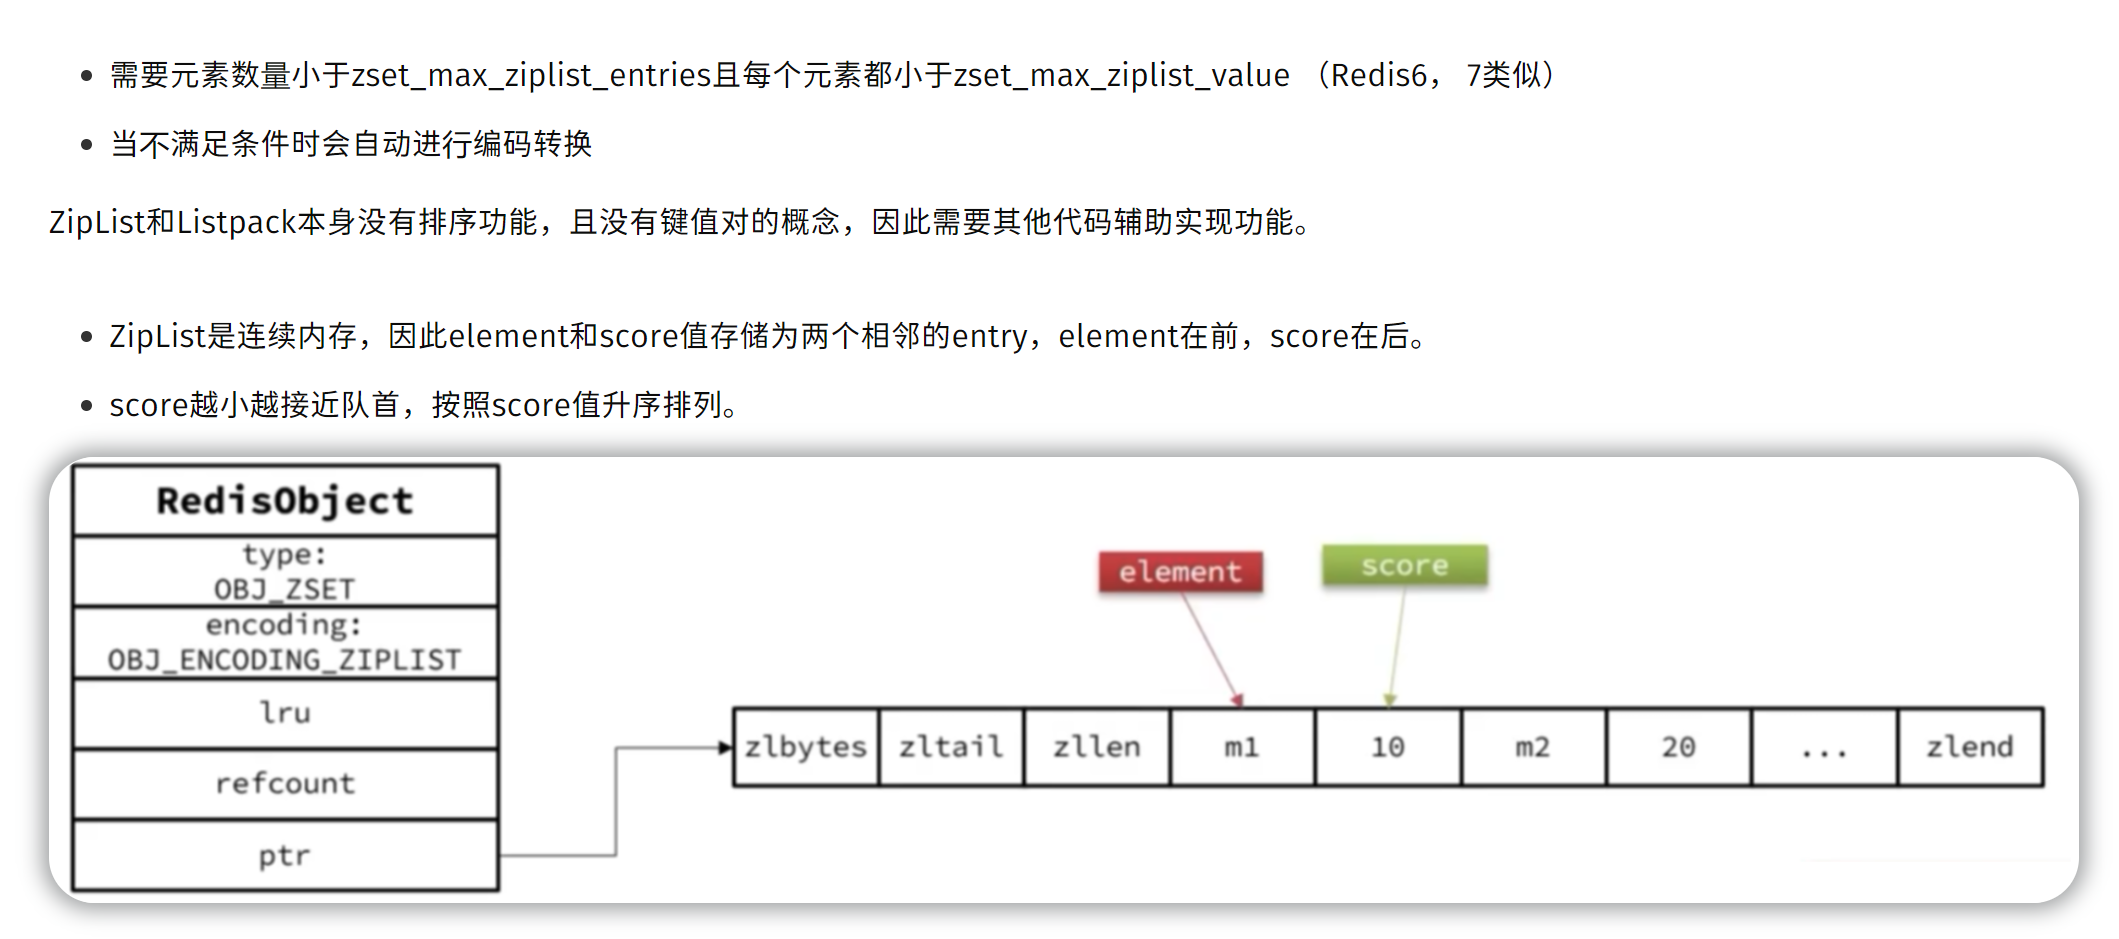 需要元素数量小于zset_max_ziplist_entries且每个元素都小于zset_max_ziplist_value （Redis6， 7类似）
当不满足条件时会自动进行编码转换
ZipList和Listpack本身没有排序功能，且没有键值对的概念，因此需要其他代码辅助实现功能。
ZipList是连续内存，因此element和score值存储为两个相邻的entry，element在前，score在后。
score越小越接近队首，按照score值升序排列。
RedisObject
type:
OBJ_ZSET
encoding:
OBJ_ENCODING_ZIPLIST
lru
refcount
ptr
element
score
zlbytes zltail zllen m1 10 m2 20 ... zlend